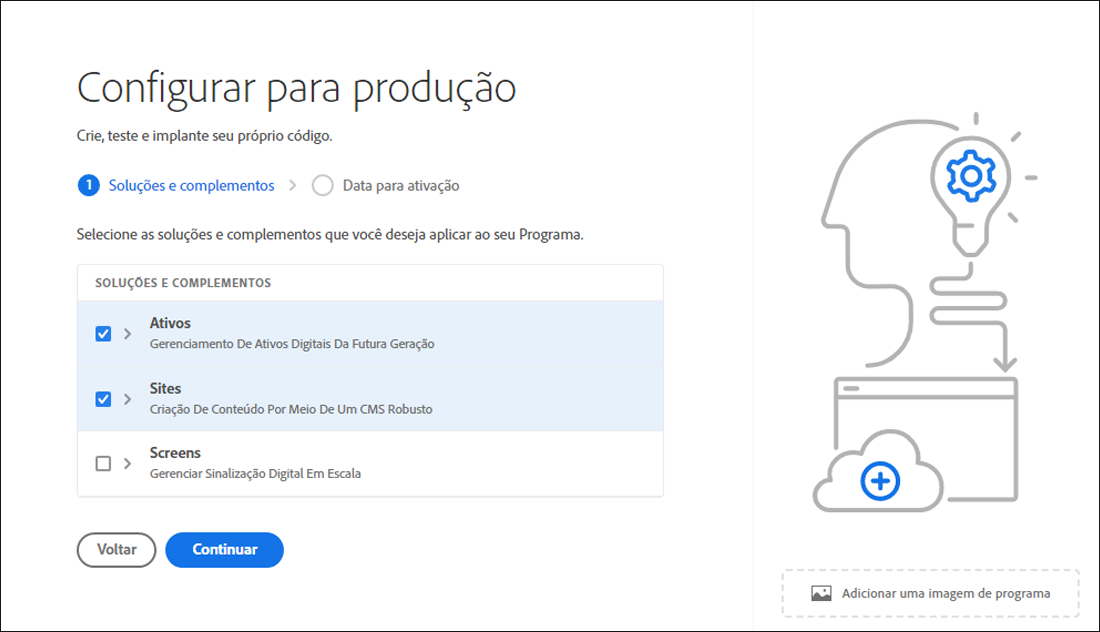 Configurar para produção
Crie, teste e implante seu próprio código.
1 Soluções e complementos
Data para ativação
Selecione as soluções e complementos que você deseja aplicar ao seu Programa.
SOLUÇÕES E COMPLEMENTOS
Ativos
Gerenciamento De Ativos Digitais Da Futura Geração
Sites
Criação De Conteúdo Por Meio De Um CMS Robusto
Screens
Gerenciar Sinalização Digital Em Escala
Voltar
Continuar
Adicionar uma imagem de programa